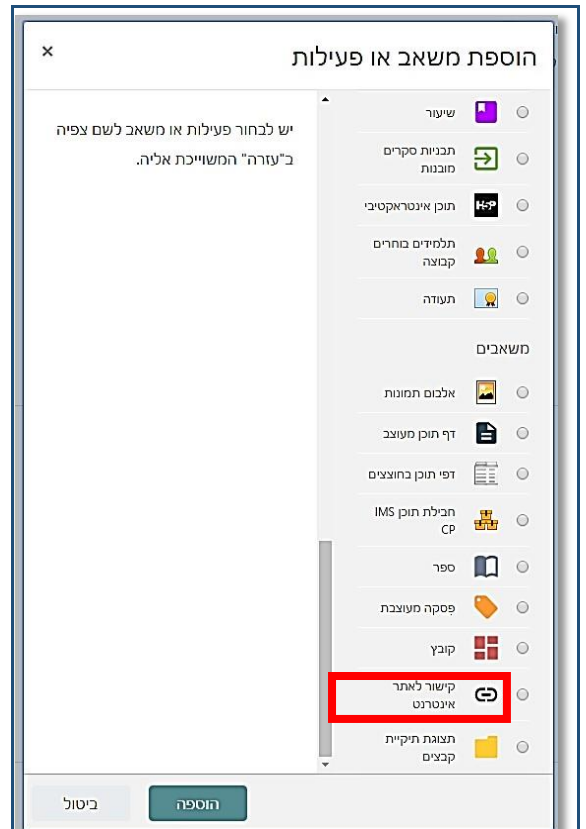 הוספת משאב או פעילות
×
שיעור
תבניות סקרים
מובנות
H5P
תוכן אינטראקטיבי
תלמידים בוחרים
קבוצה
תעודה
משאבים
אלבום תמונות
דף תוכן מעוצב
דפי תוכן בחוצצים
חבילת תוכן IMS
CP
ספר
פִסקה מעוצבת
קובץ
קישור לאתר
אינטרנט
תצוגת תיקיית
קבצים
יש לבחור פעילות או משאב לשם צפיה
ב"עזרה" המשוייכת אליה.
הוספה
ביטול